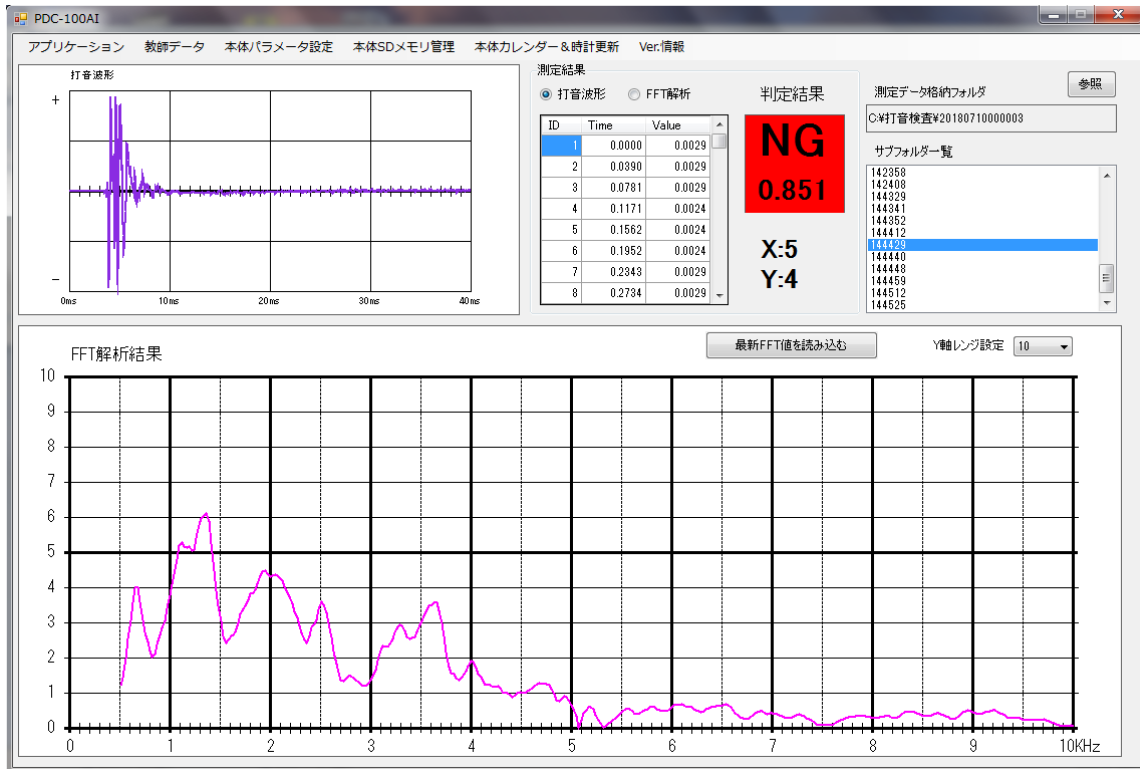 PDC-100AI
アプリケーション 教師データ 本体パラメータ設定 本体SDメモリ管理 本体カレンダー&時計更新 Ver.情報
打音波形
+
−
0ms 10ms 20ms 30ms 40ms
測定結果
打音波形 FFT解析
ID Time Value
1 0.0000 0.0029
2 0.0390 0.0029
3 0.0781 0.0029
4 0.1171 0.0024
5 0.1562 0.0024
6 0.1952 0.0024
7 0.2343 0.0029
8 0.2734 0.0029
判定結果
NG
0.851
X:5
Y:4
測定データ格納フォルダ
参照
C:¥打音検査¥20180710000003
サブフォルダ一覧
142358
142408
144329
144341
144352
144412
144429
144440
144448
144459
144512
144525
FFT解析結果
最新FFT値を読み込む
Y軸レンジ設定 10
10
9
8
7
6
5
4
3
2
1
0
0 1 2 3 4 5 6 7 8 9 10KHz